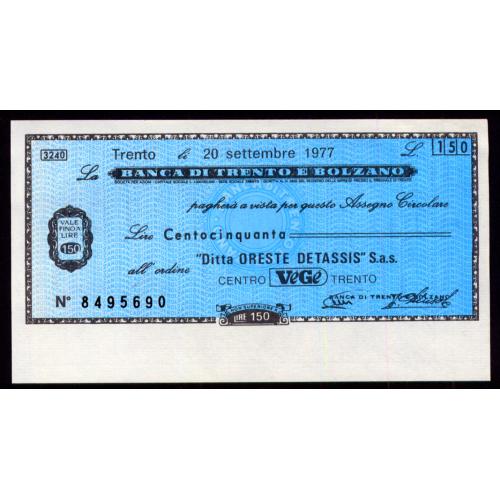 3240 Trento li 20 settembre 1977 L. 150
La BANCA DI TRENTO E BOLZANO
pagherà a vista per questo Assegno Circolare
VALE FINO A LIRE 150
Lire Centocinquanta
"Ditta ORESTE DETASSIS" S.a.s.
all'ordine
CENTRO VéGé TRENTO
N° 8495690
BANCA DI TRENTO E BOLZANO
NON SUPERIORE A
LIRE 150